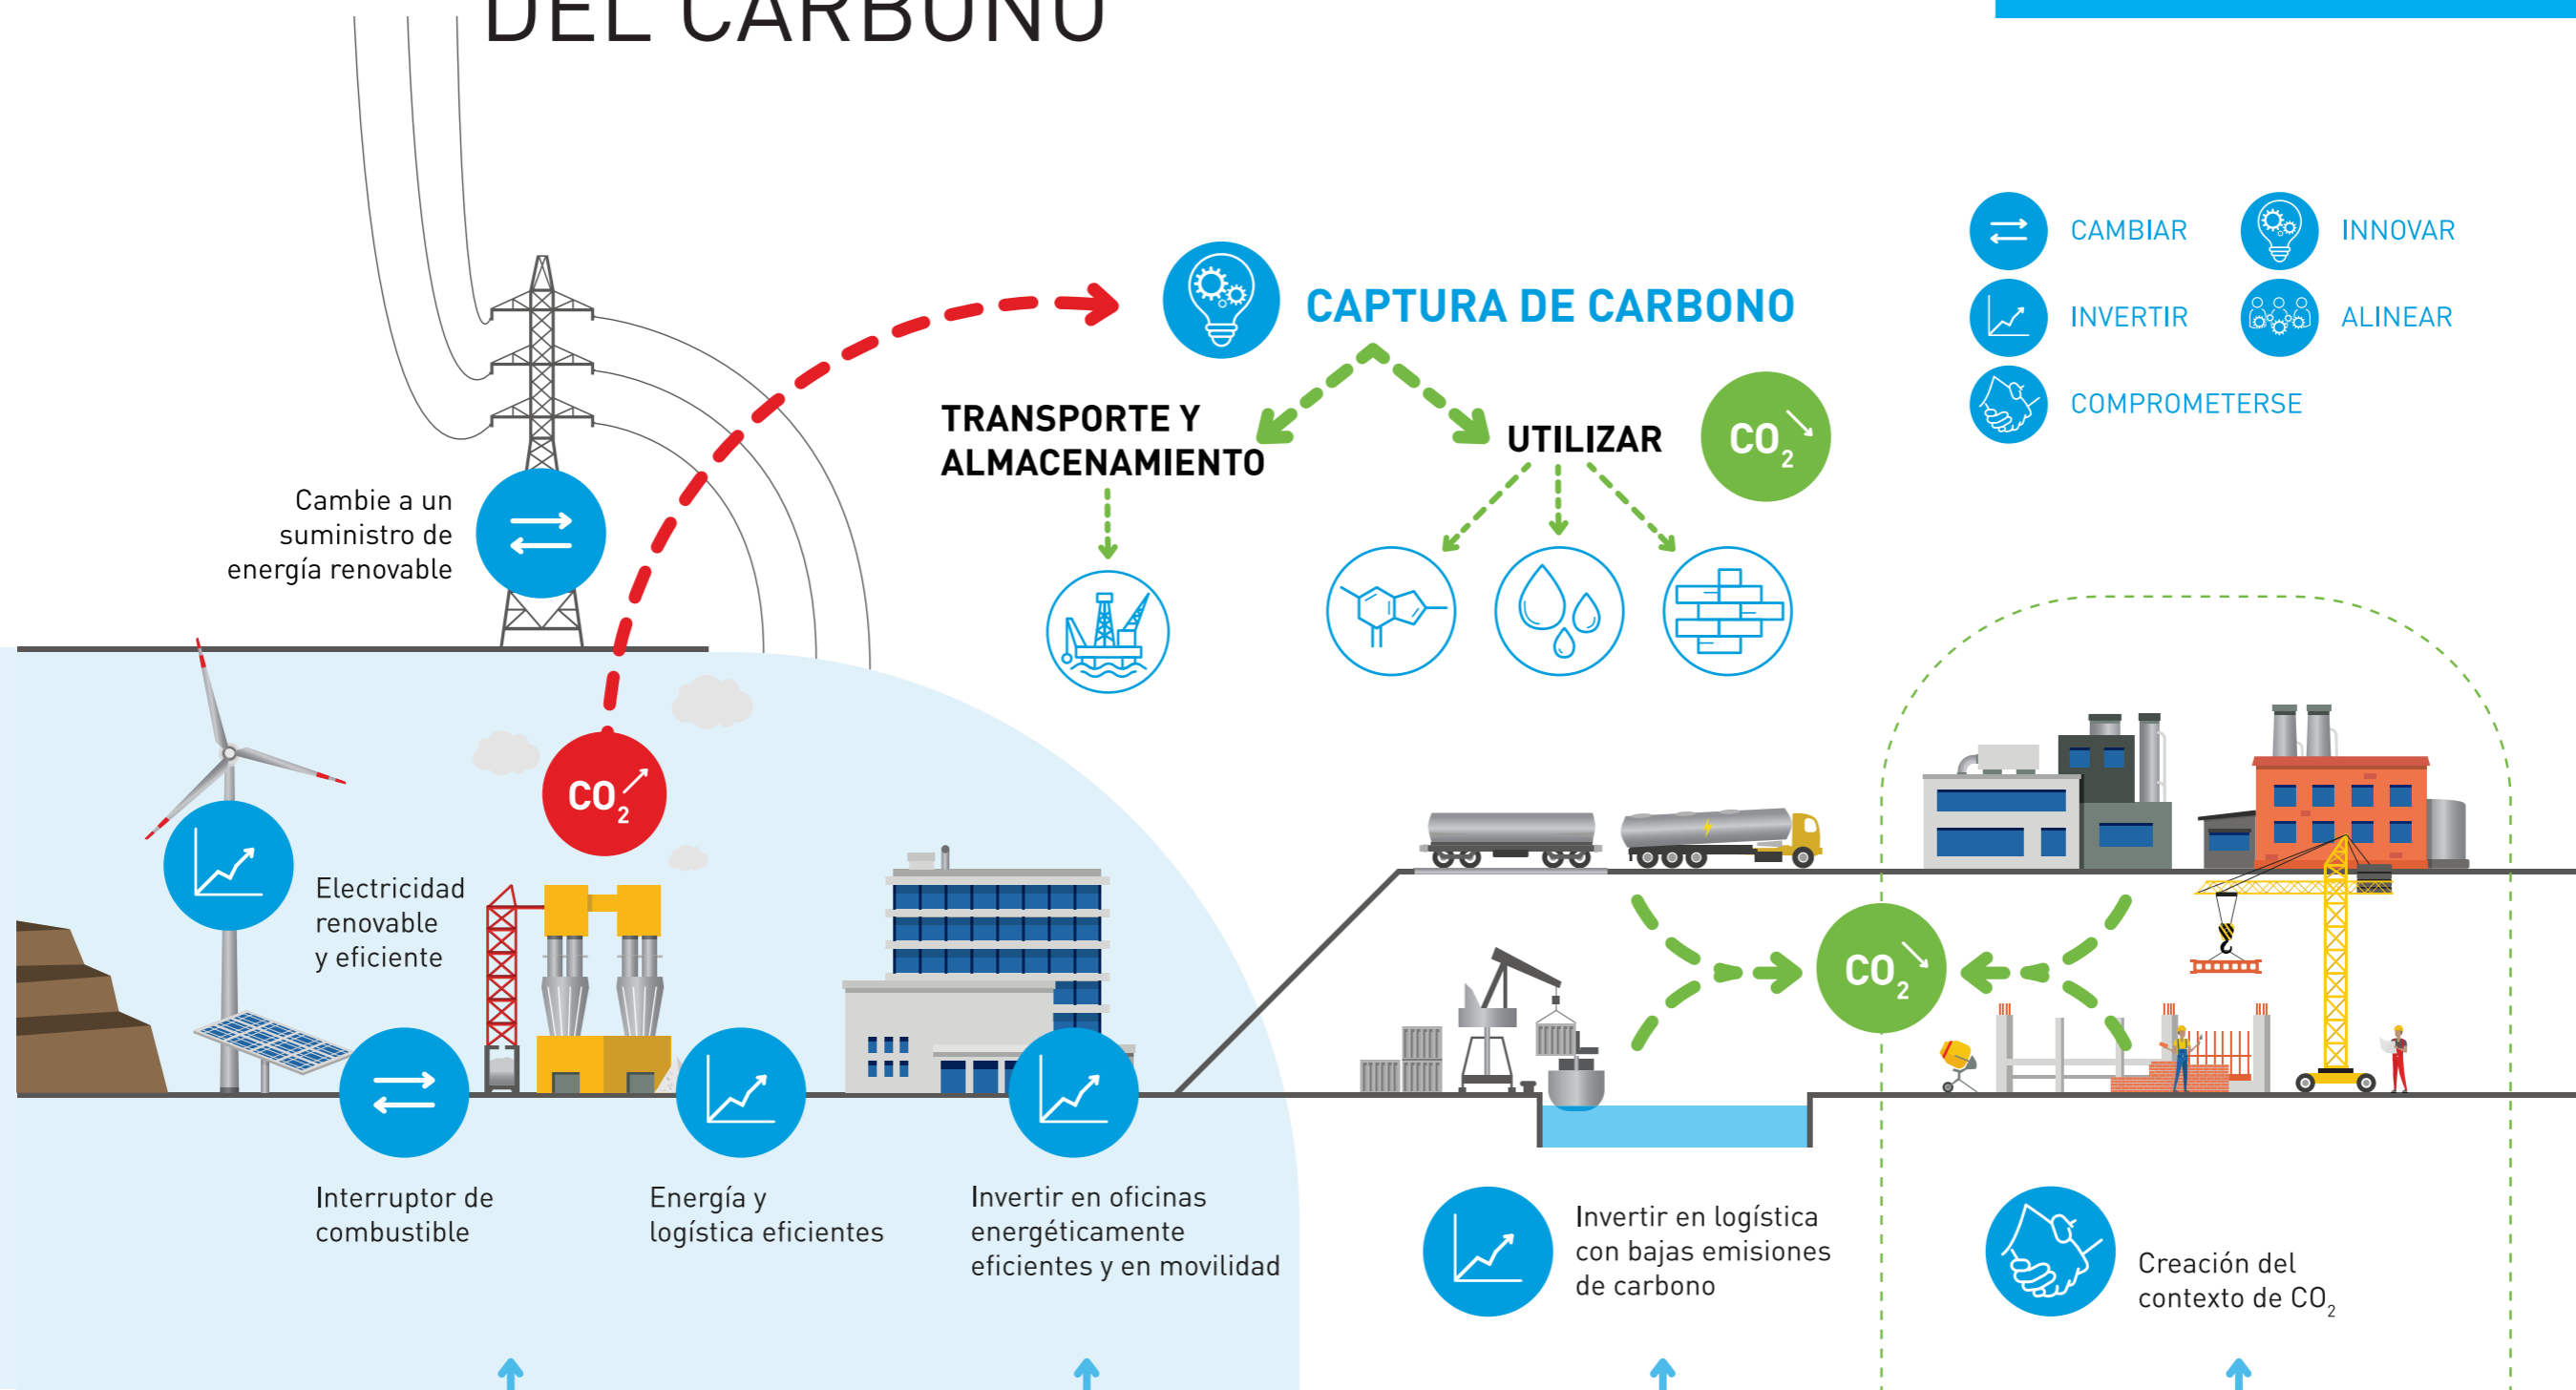 DEL CARBONO
CAMBIAR
INNOVAR
INVERTIR
ALINEAR
COMPROMETERSE
CAPTURA DE CARBONO
TRANSPORTE Y
ALMACENAMIENTO
UTILIZAR
CO2
Cambie a un
suministro de
energía renovable
CO2
Electricidad
renovable
y eficiente
CO2
Interruptor de
combustible
Energía y
logística eficientes
Invertir en oficinas
energéticamente
eficientes y en movilidad
Invertir en logística
con bajas emisiones
de carbono
Creación del
contexto de CO2